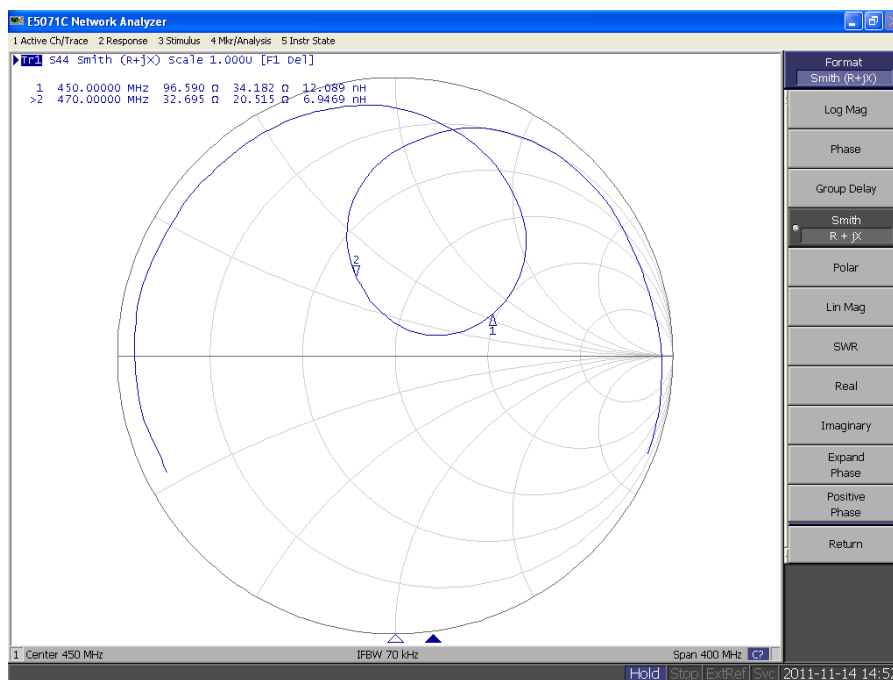 E5071C Network Analyzer
1 Active Ch/Trace 2 Response 3 Stimulus 4 Mkr/Analysis 5 Instr State
Tr1 S44 Smith (R+jX) Scale 1.000U [F1 Del]
1 450.00000 MHz 96.590 Ω 34.182 Ω 12.089 nH
>2 470.00000 MHz 32.695 Ω 20.515 Ω 6.9469 nH
2
1
Format
Smith (R+jX)
Log Mag
Phase
Group Delay
Smith
R + jX
Polar
Lin Mag
SWR
Real
Imaginary
Expand
Phase
Positive
Phase
Return
1 Center 450 MHz IFBW 70 kHz Span 400 MHz C?
Hold Stop ExtRef Svc 2011-11-14 14:5